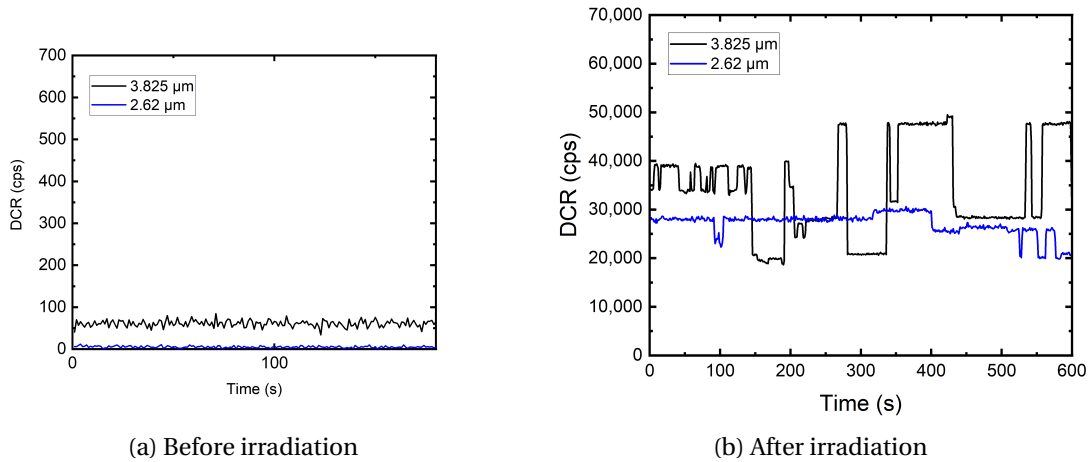 700
600
500
400
300
200
100
0
DCR (cps)
3.825 µm
2.62 µm
0
100
Time (s)
(a) Before irradiation
70,000
60,000
50,000
40,000
30,000
20,000
10,000
0
DCR (cps)
3.825 µm
2.62 µm
0 100 200 300 400 500 600
Time (s)
(b) After irradiation